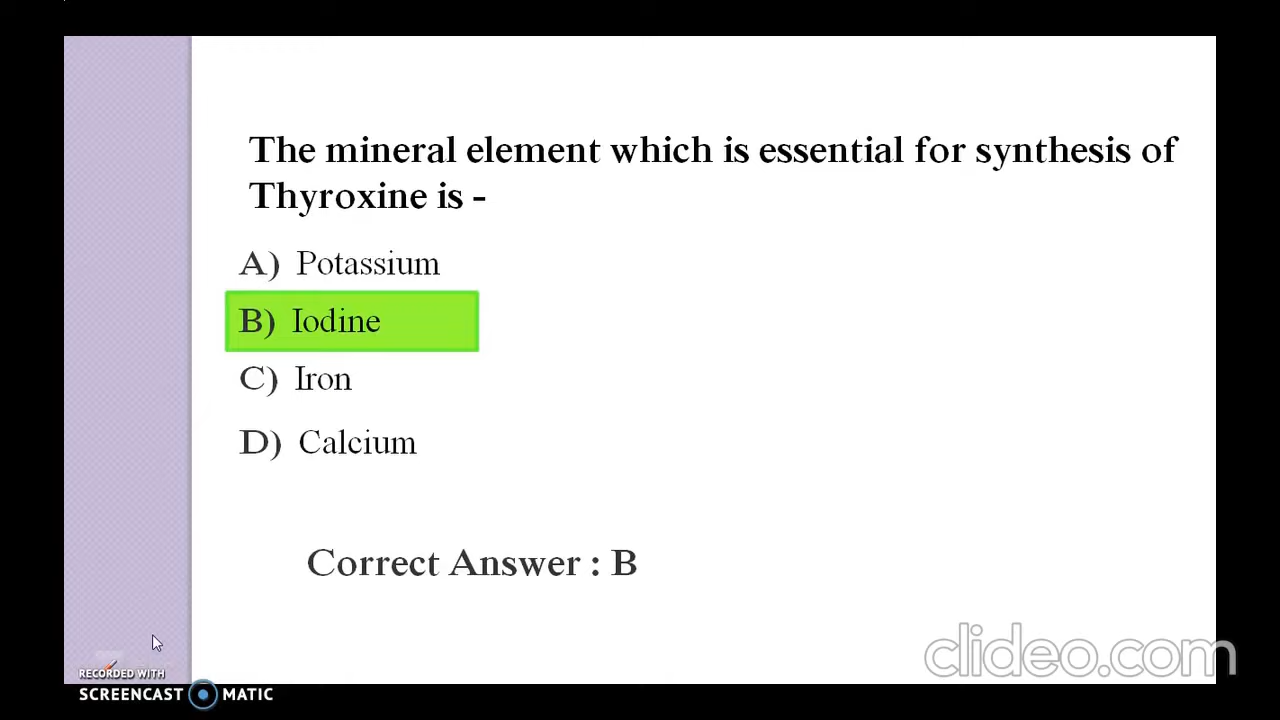 The mineral element which is essential for synthesis of
Thyroxine is -
A) Potassium
B) Iodine
C) Iron
D) Calcium
Correct Answer : B
clideo.com
RECORDED WITH
SCREENCAST MATIC